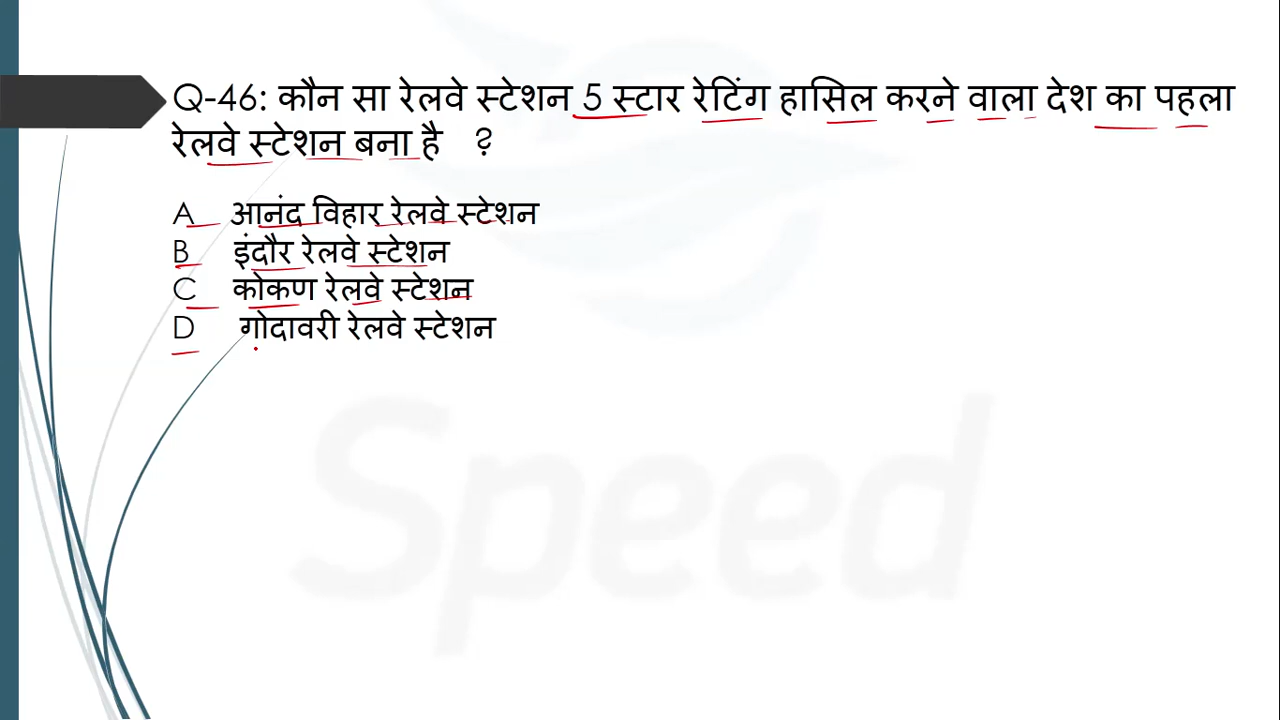 Q-46: कौन सा रेलवे स्टेशन 5 स्टार रेटिंग हासिल करने वाला देश का पहला
रेलवे स्टेशन बना है ?
A आनंद विहार रेलवे स्टेशन
B इंदौर रेलवे स्टेशन
C कोकण रेलवे स्टेशन
D गोदावरी रेलवे स्टेशन
Speed